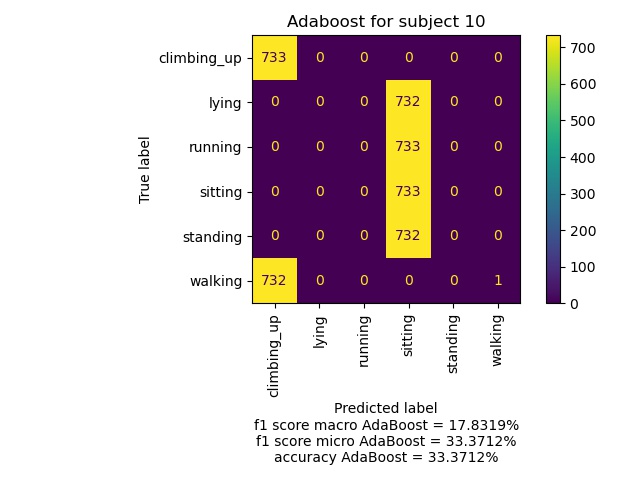 Adaboost for subject 10
climbing_up 733 0 0 0 0 0
lying 0 0 0 732 0 0
running 0 0 0 733 0 0
sitting 0 0 0 733 0 0
standing 0 0 0 732 0 0
walking 732 0 0 0 0 1
True label
climbing_up lying running sitting standing walking
Predicted label
f1 score macro AdaBoost = 17.8319%
f1 score micro AdaBoost = 33.3712%
accuracy AdaBoost = 33.3712%
700
600
500
400
300
200
100
0